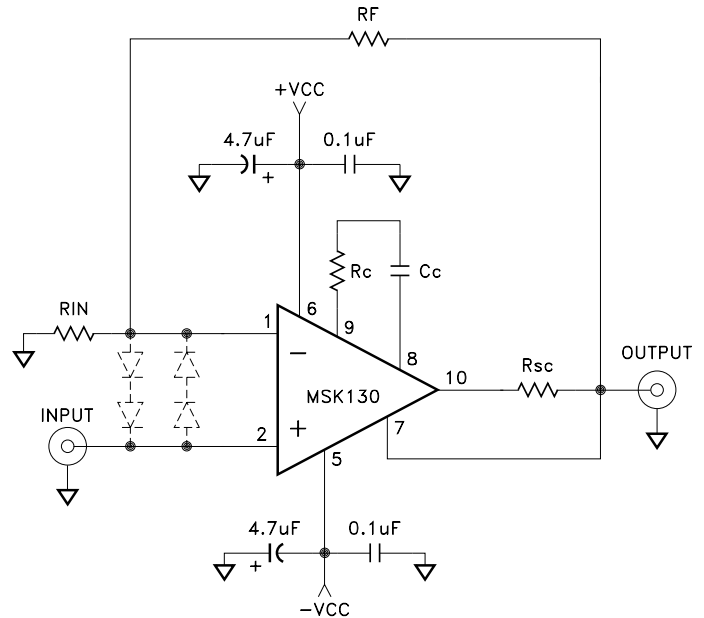 RF
+VCC
4.7uF
0.1uF
+
Rc
Cc
RIN
1
6
9
8
−
MSK130
10
Rsc
OUTPUT
INPUT
2
+
7
5
4.7uF
0.1uF
+
−VCC